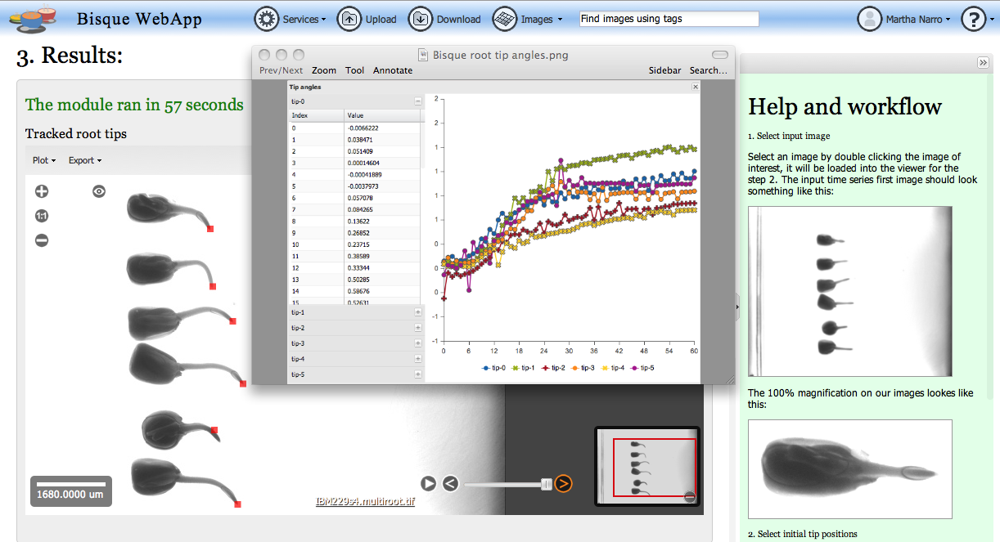 Bisque WebApp
Services
Upload
Download
Images
Find images using tags
Martha Narro
?
3. Results:
The module ran in 57 seconds
Tracked root tips
Plot
Export
1:1
1680.0000 um
IBM229s4.multiroot.tif
Bisque root tip angles.png
Prev/Next Zoom Tool Annotate
Sidebar Search...
Tip angles
tip-0
Index Value
0 -0.0066222
1 0.038471
2 0.051409
3 0.00014604
4 -0.00041889
5 -0.0037973
6 0.057078
7 0.084265
8 0.13622
9 0.26852
10 0.23715
11 0.38589
12 0.33344
13 0.50285
14 0.58676
15 0.52631
tip-1
tip-2
tip-3
tip-4
tip-5
2
2
1
1
1
1
0
0
0
-1
-1
0 6 12 18 24 30 36 42 48 54 60
tip-0 tip-1 tip-2 tip-3 tip-4 tip-5
Help and workflow
1. Select input image
Select an image by double clicking the image of
interest, it will be loaded into the viewer for the
step 2. The input time series first image should look
something like this:
The 100% magnification on our images lookes like
this:
2. Select initial tip positions